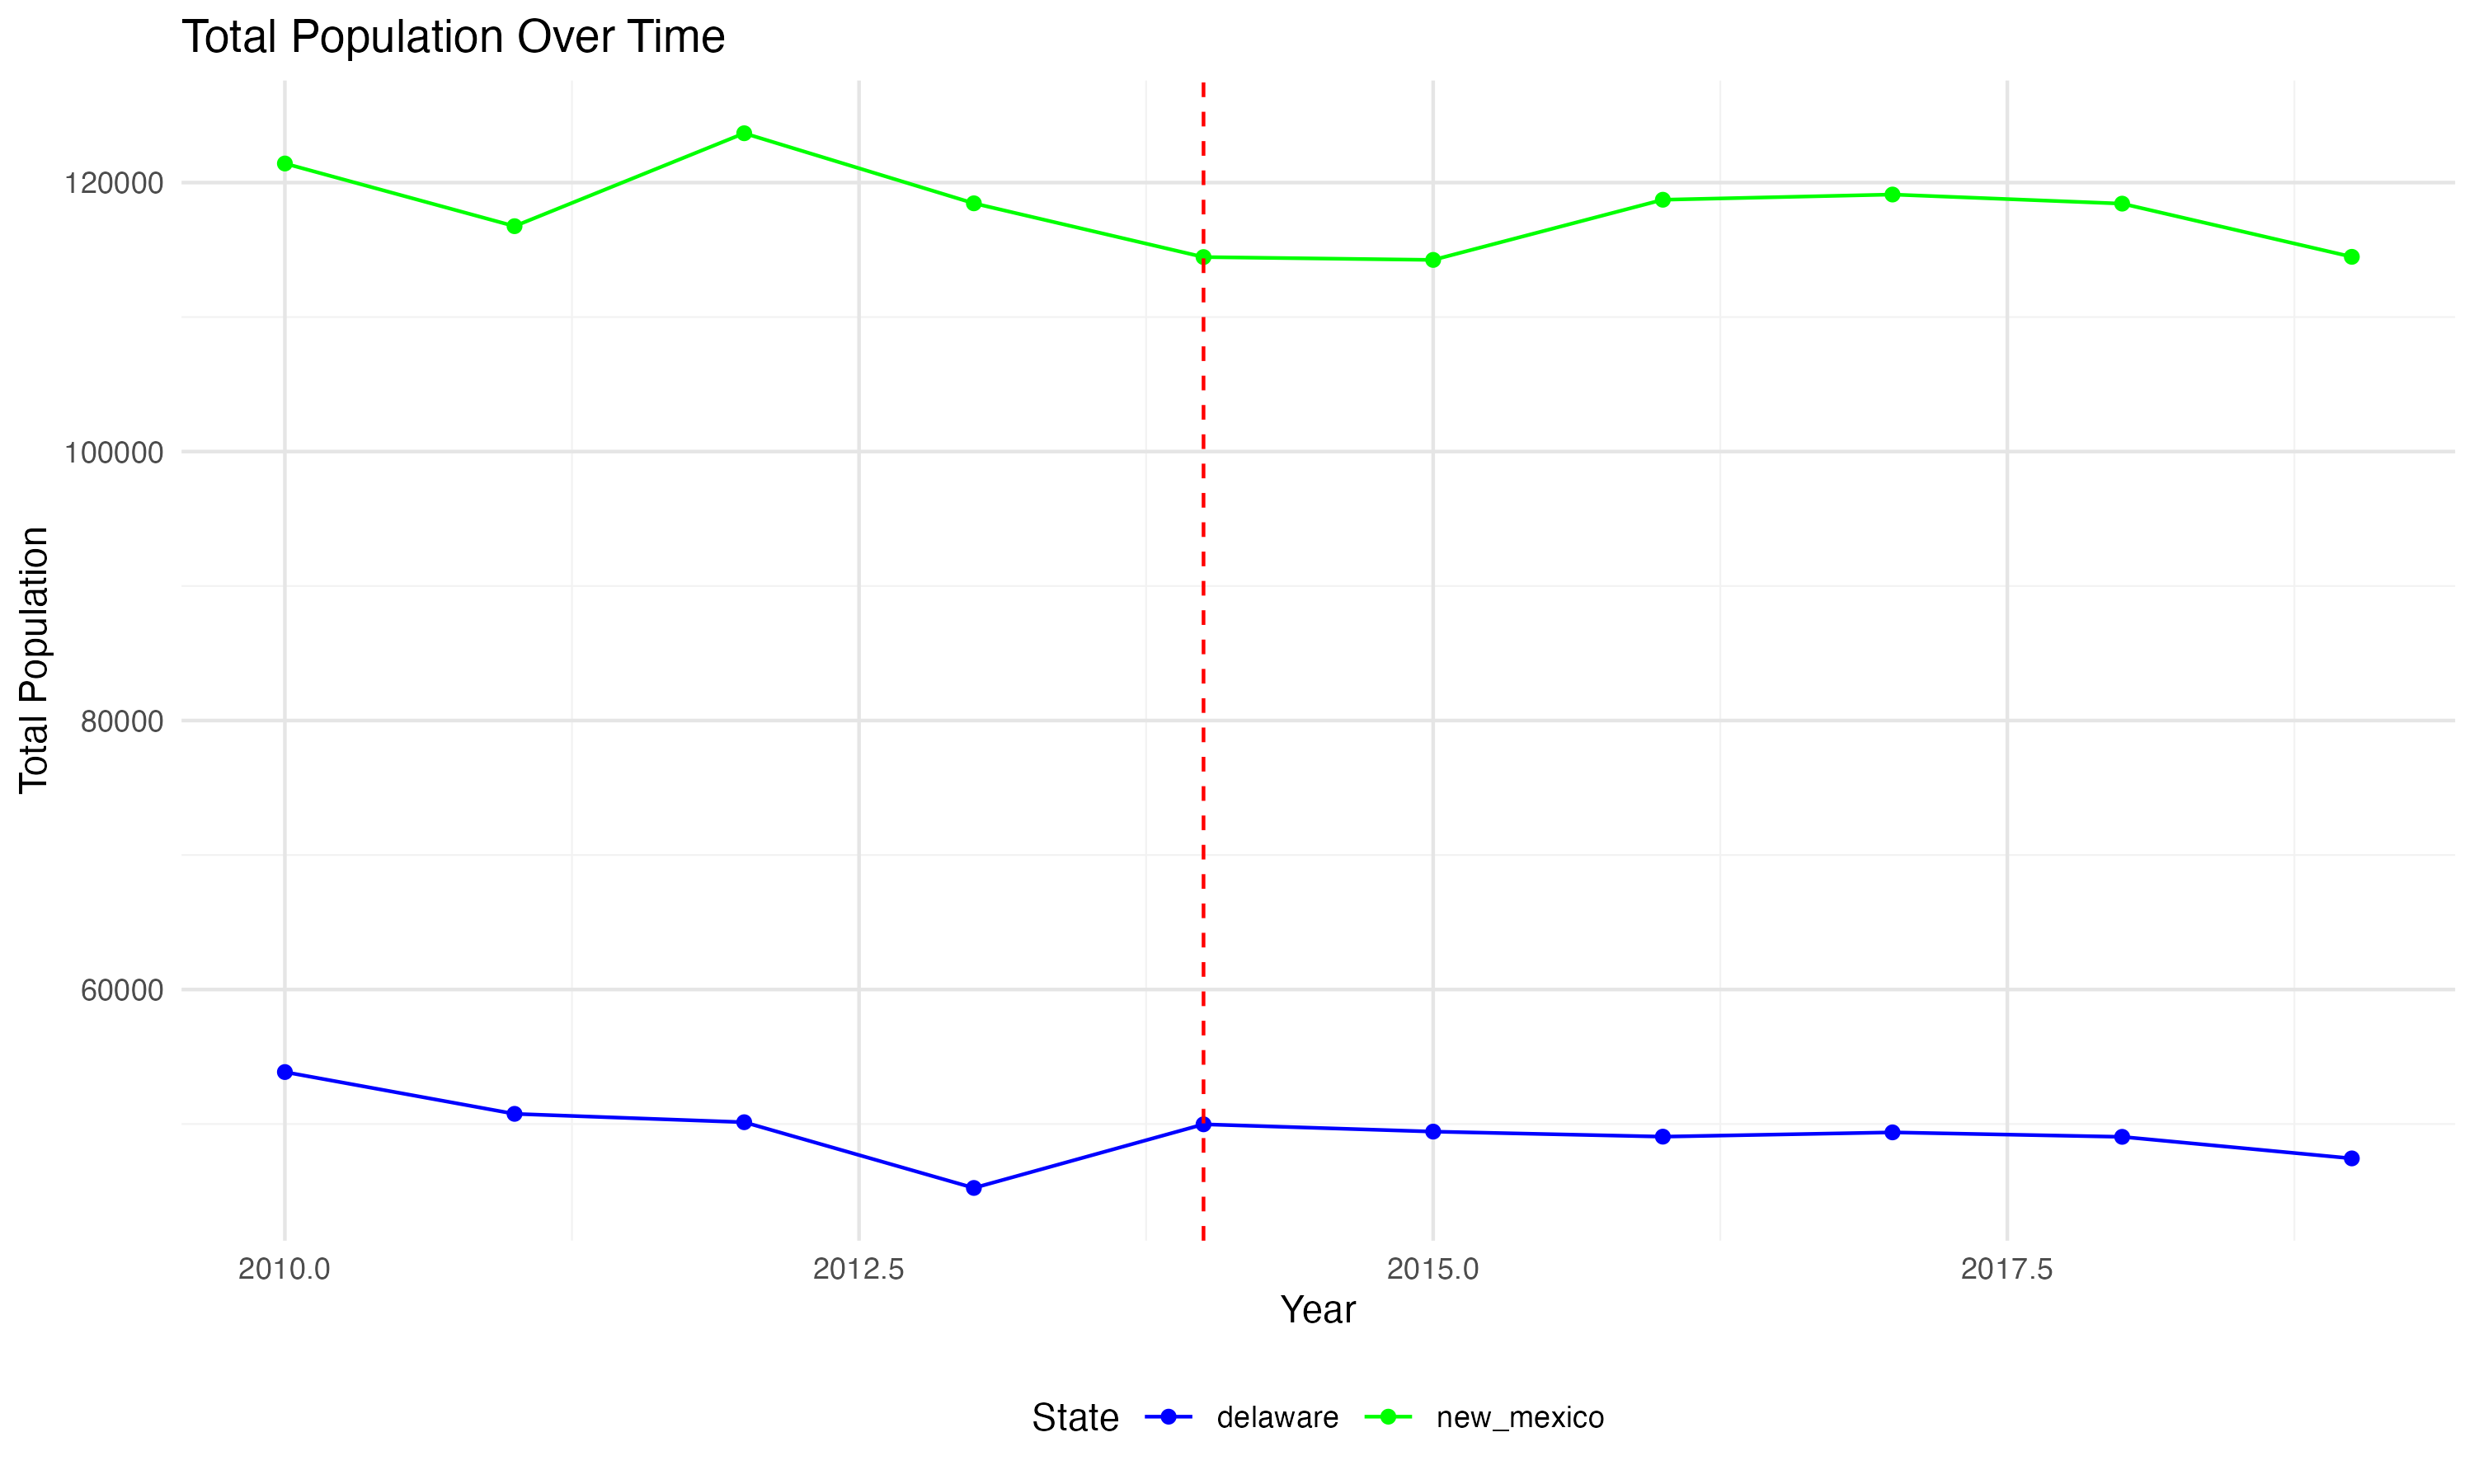 Total Population Over Time
Total Population
120000
100000
80000
60000
2010.0 2012.5 2015.0 2017.5
Year
State delaware new_mexico